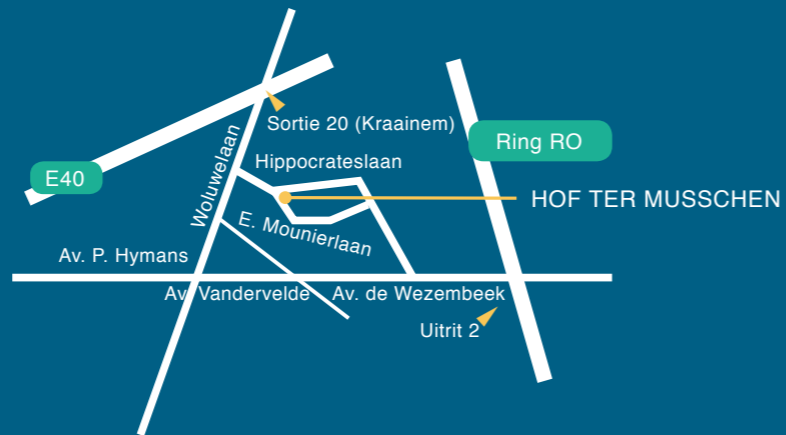 Sortie 20 (Kraainem)
Ring RO
Hippocrateslaan
E40
Woluwelaan
HOF TER MUSSCHEN
E. Mounierlaan
Av. P. Hymans
Av. Vandervelde
Av. de Wezembeek
Uitrit 2